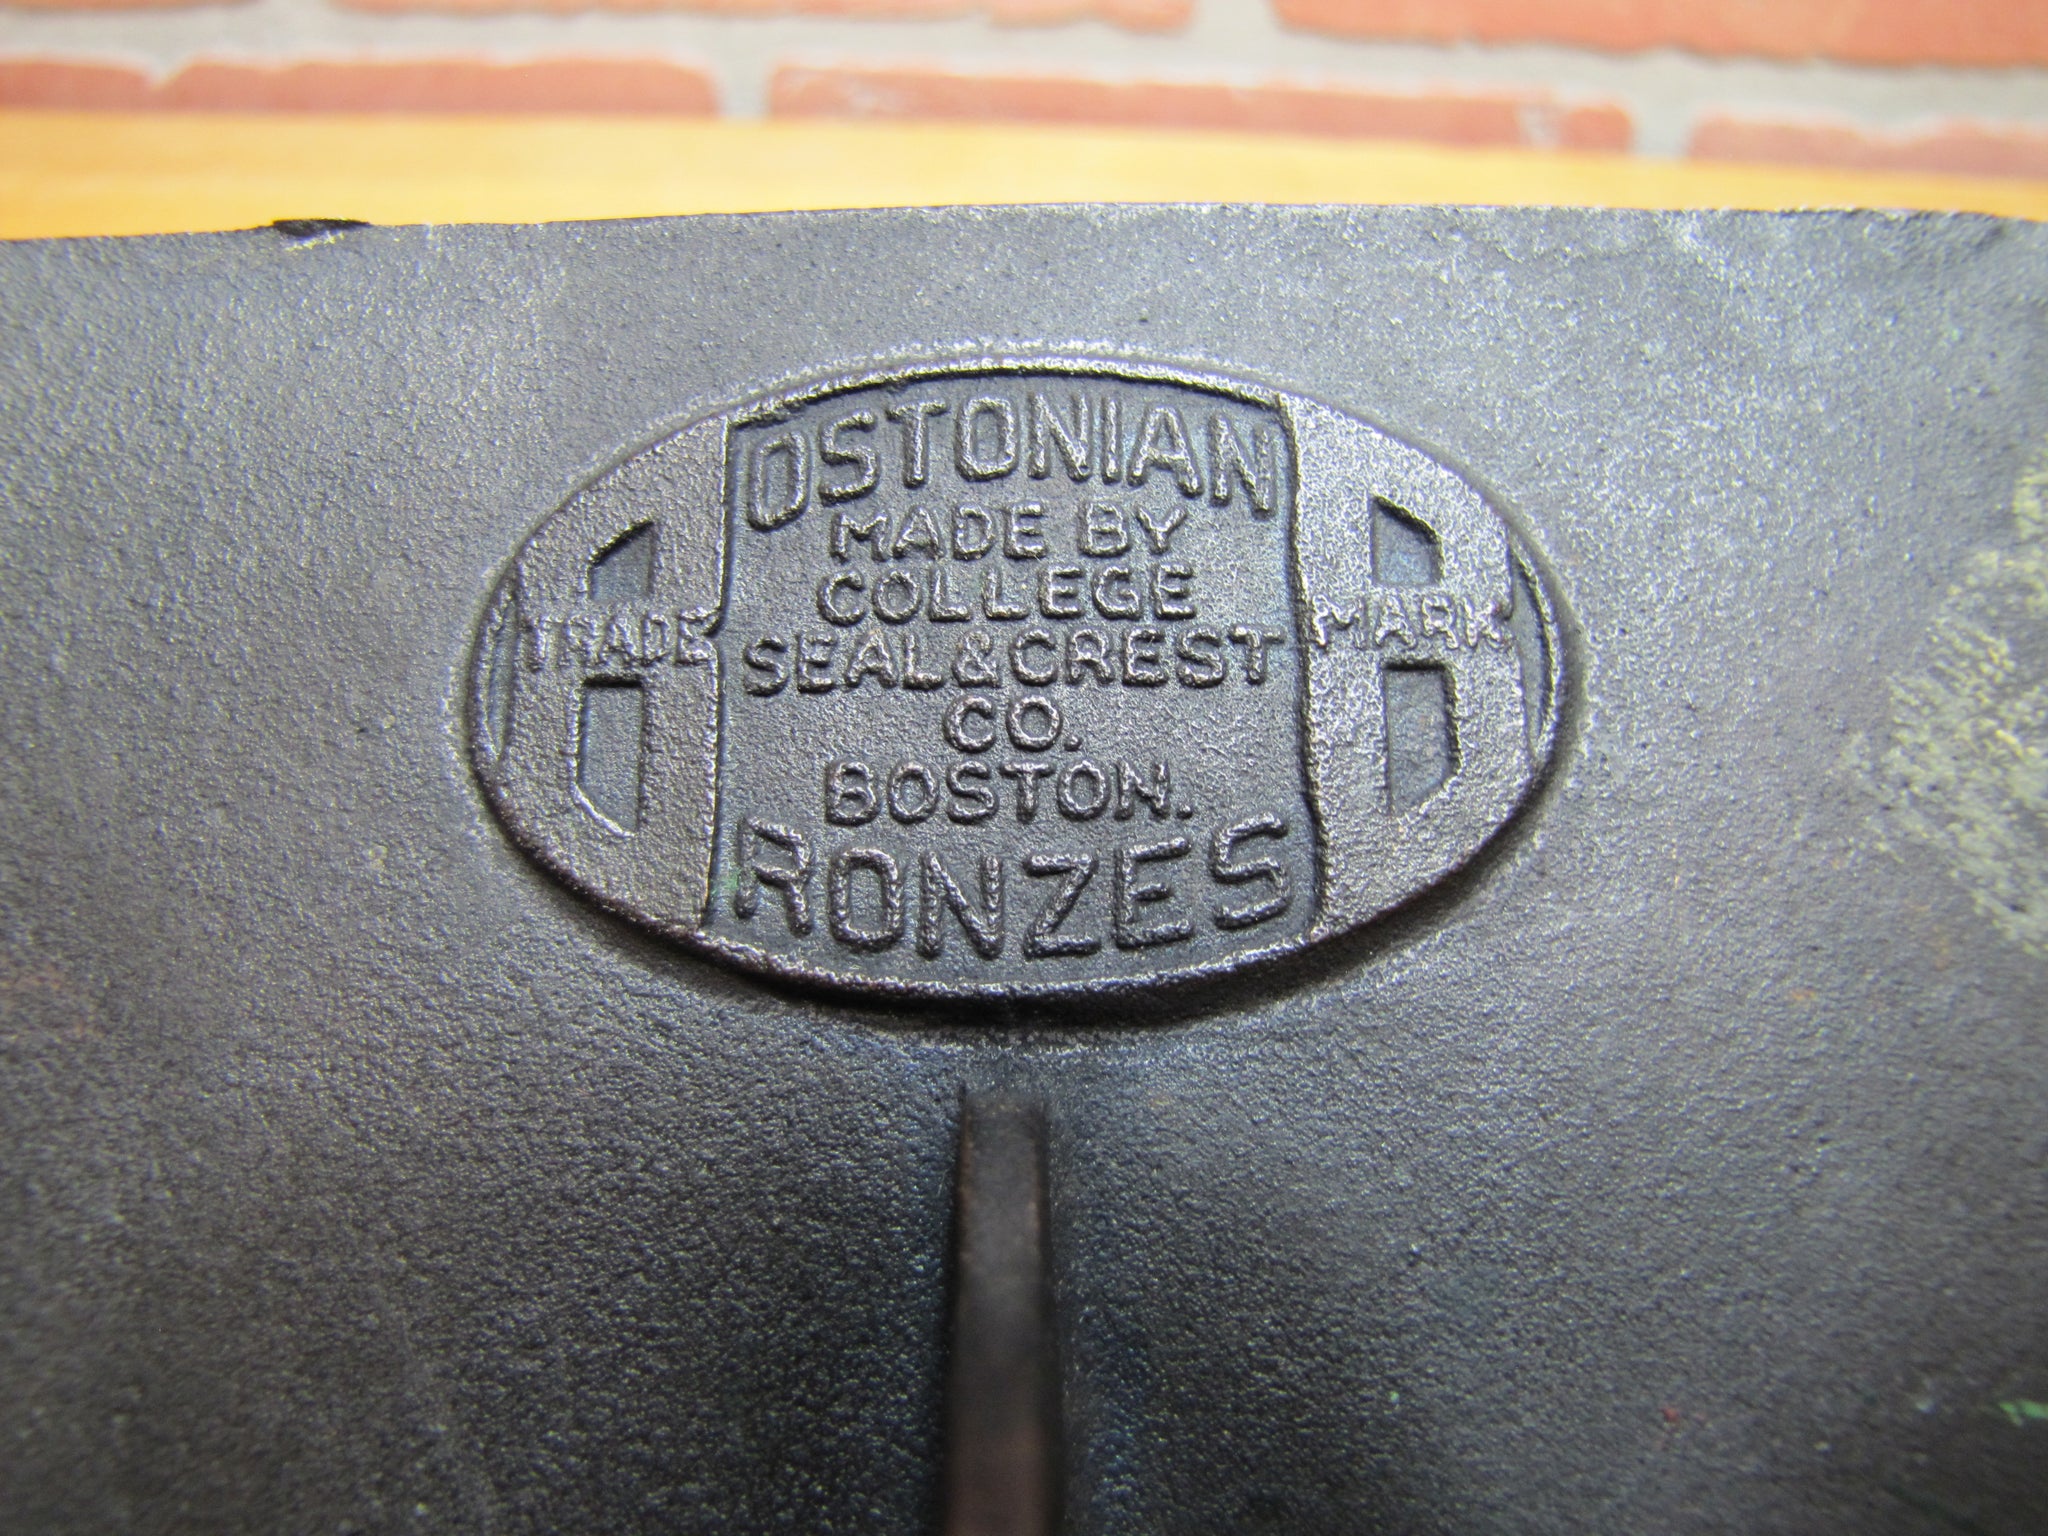 OSTONIAN
MADE BY
COLLEGE
TRADE SEAL & CREST MARK
CO.
BOSTON.
RONZES